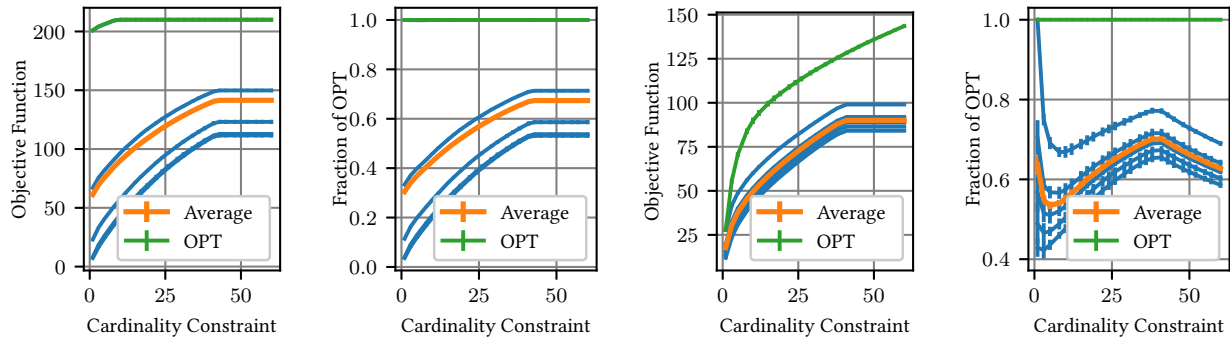 Objective Function
200
150
100
50
0
Average
OPT
0 25 50
Cardinality Constraint
Fraction of OPT
1.0
0.8
0.6
0.4
0.2
0.0
Average
OPT
0 25 50
Cardinality Constraint
Objective Function
150
125
100
75
50
25
Average
OPT
0 25 50
Cardinality Constraint
Fraction of OPT
1.0
0.8
0.6
0.4
Average
OPT
0 25 50
Cardinality Constraint